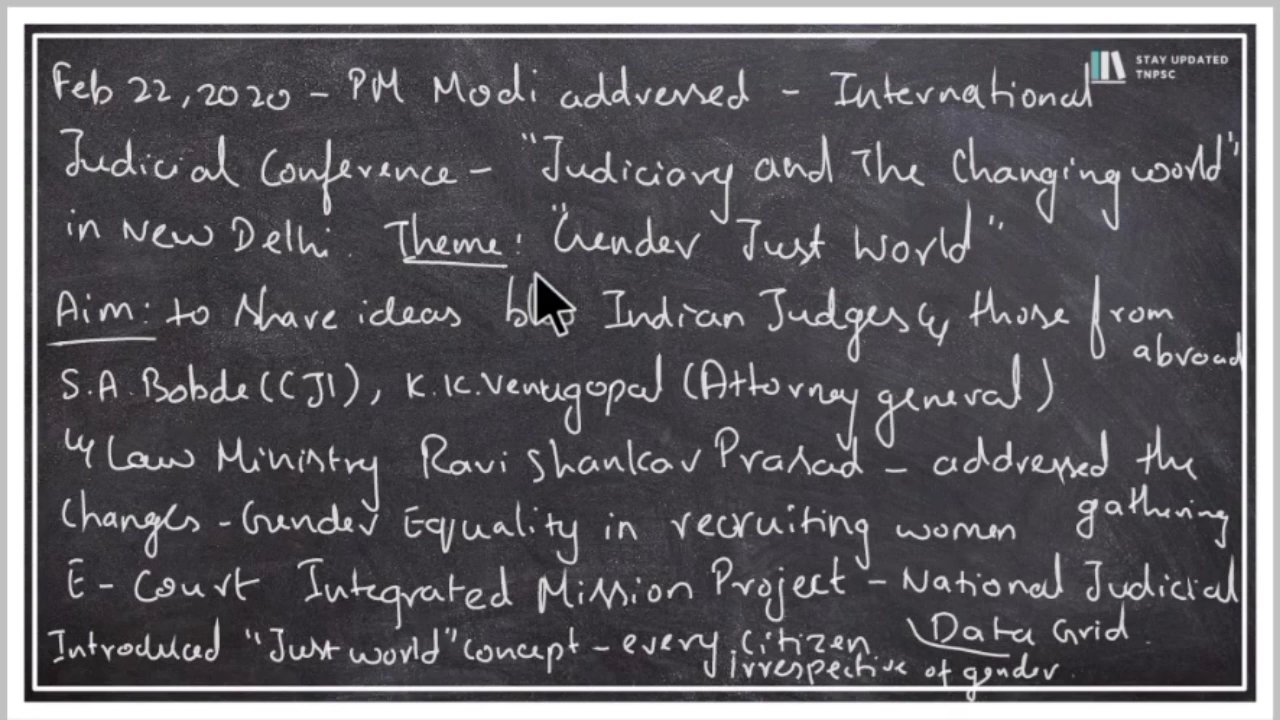 STAY UPDATED
TNPSC
Feb 22, 2020 - PM Modi addressed - International
Judicial Conference - "Judiciary and The Changing world"
in New Delhi. Theme: "Gender Just World"
Aim: to share ideas Indian Judges & those from
abroad
S.A. Bobde (CJI), K.K. Venugopal (Attorney general)
& Law Ministry Ravi Shankar Prasad - addressed the
gathering
Changes - Gender Equality in recruiting women
E - Court Integrated Mission Project - National Judicial
Data Grid.
Introduced "Just world" concept - every citizen
irrespective of gender.